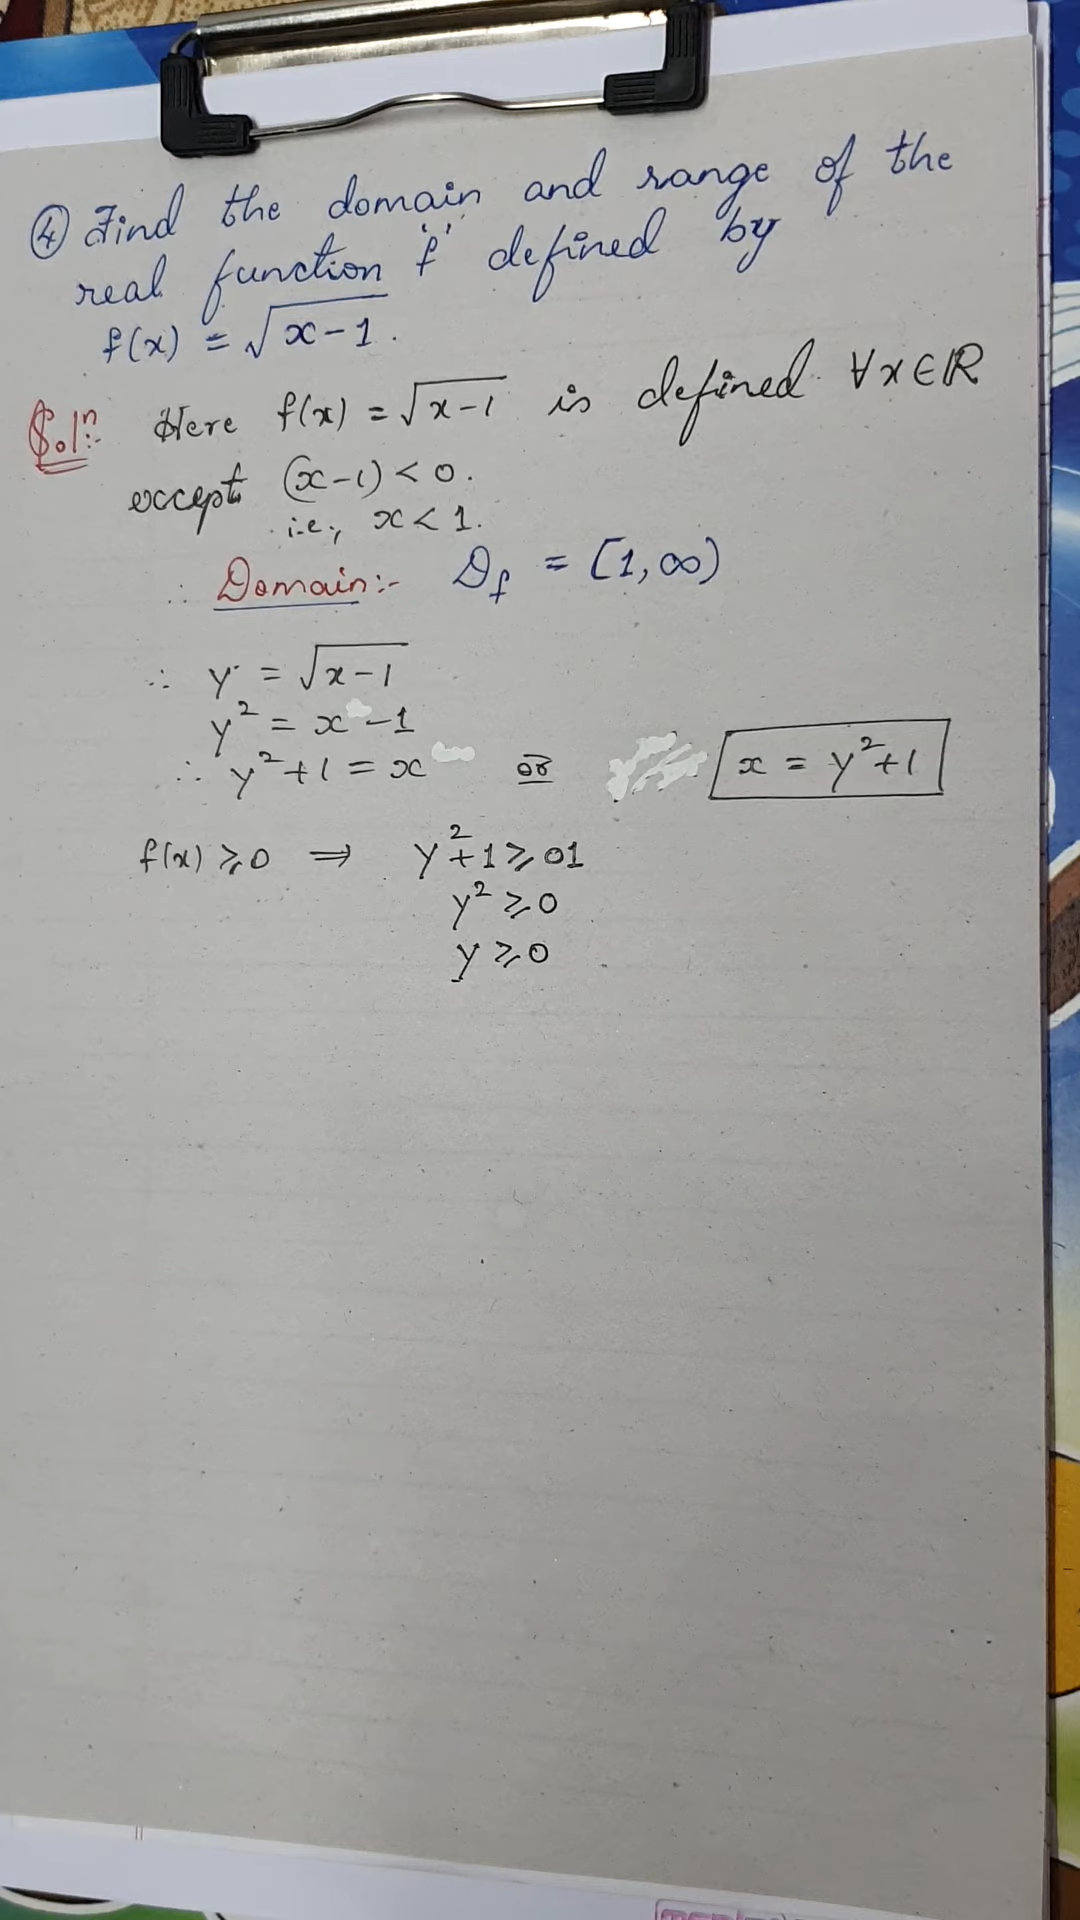 ④ Find the domain and range of the
real function 'f' defined by
f(x) = √(x-1).
Solⁿ:- Here f(x) = √(x-1) is defined ∀x∈R
except (x-1) < 0.
i.e., x < 1.
∴ Domain:- D_f = [1, ∞)
∴ y = √(x-1)
y² = x - 1
∴ y²+1 = x or x = y²+1
f(x) ≥ 0 ⇒ y²+1 ≥ 01
y² ≥ 0
y ≥ 0